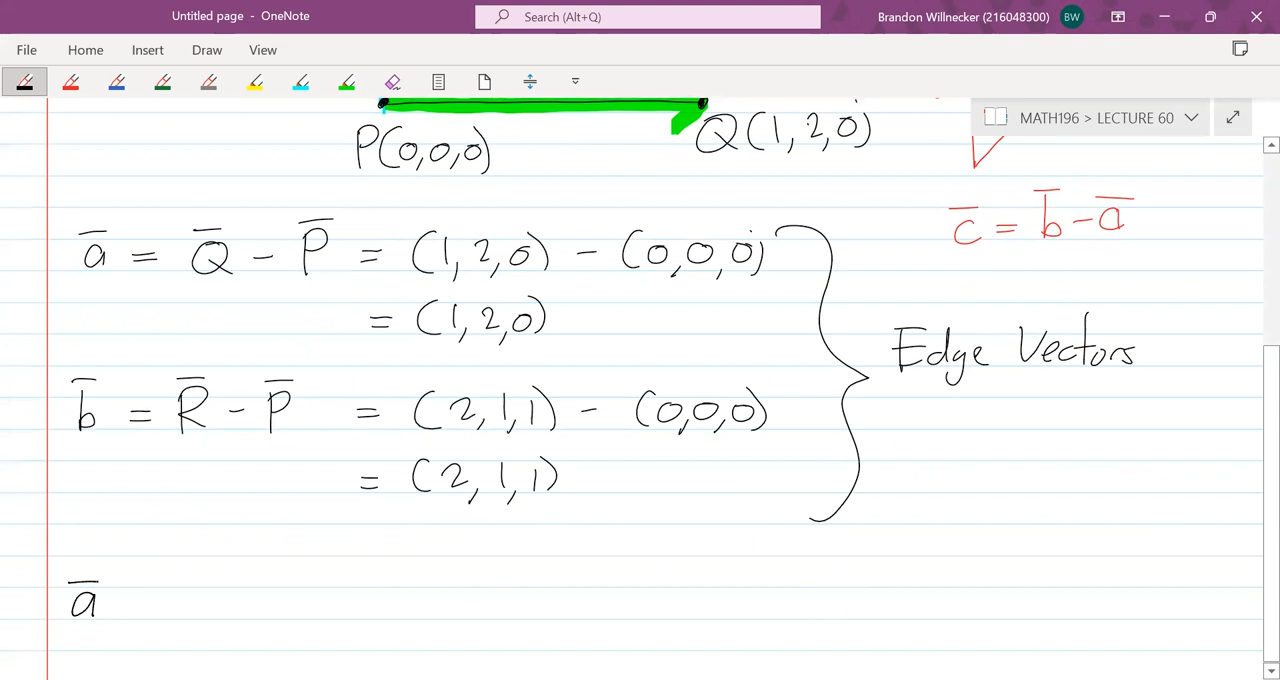 Untitled page - OneNote
Search (Alt+Q)
Brandon Willnecker (216048300)
BW
File Home Insert Draw View
MATH196 > LECTURE 60
P(0,0,0)
Q(1,2,0)
c̅ = b̅ - a̅
a̅ = Q̅ - P̅ = (1,2,0) - (0,0,0)
= (1,2,0)
Edge Vectors
b̅ = R̅ - P̅ = (2,1,1) - (0,0,0)
= (2,1,1)
a̅